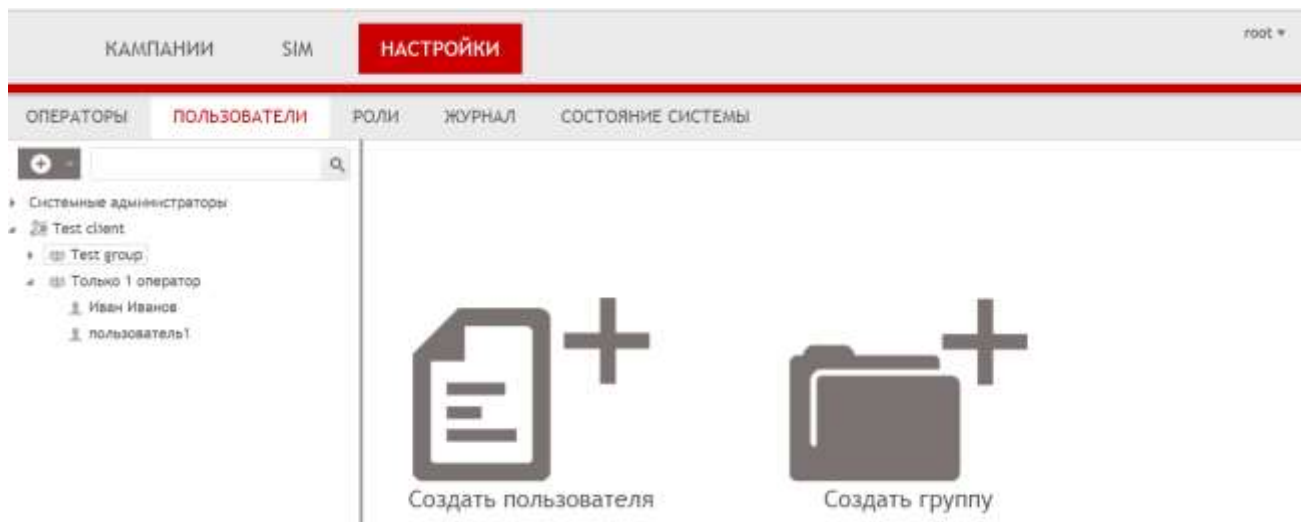 КАМПАНИИ SIM НАСТРОЙКИ root
ОПЕРАТОРЫ ПОЛЬЗОВАТЕЛИ РОЛИ ЖУРНАЛ СОСТОЯНИЕ СИСТЕМЫ
Системные администраторы
Test client
Test group
Только 1 оператор
Иван Иванов
пользователь1
Создать пользователя Создать группу